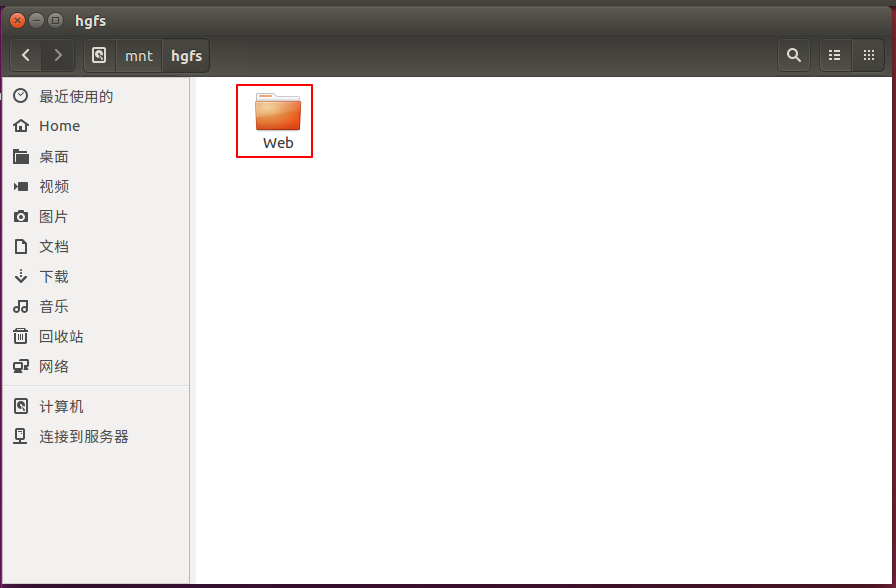 hgfs
mnt hgfs
最近使用的
Home
桌面
视频
图片
文档
下载
音乐
回收站
网络
计算机
连接到服务器
Web